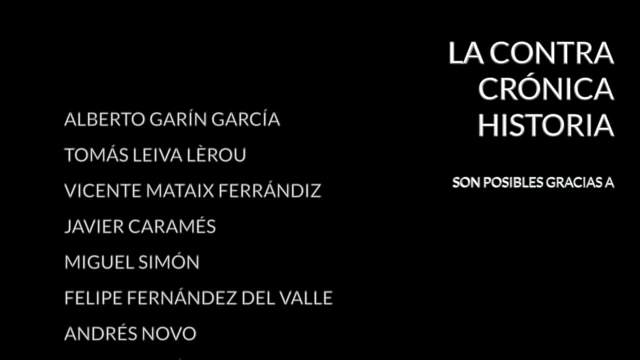 LA CONTRA
CRÓNICA
HISTORIA
SON POSIBLES GRACIAS A
ALBERTO GARÍN GARCÍA
TOMÁS LEIVA LÈROU
VICENTE MATAIX FERRÁNDIZ
JAVIER CARAMÉS
MIGUEL SIMÓN
FELIPE FERNÁNDEZ DEL VALLE
ANDRÉS NOVO